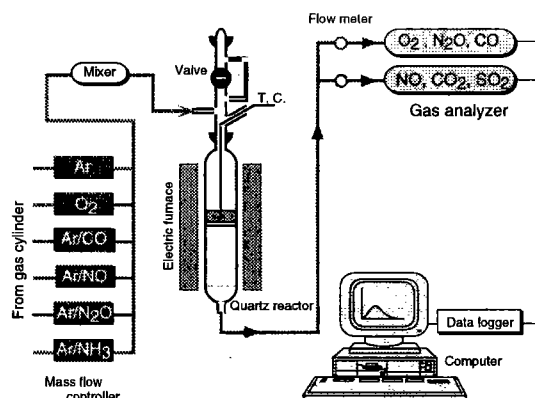 Flow meter
O2, N2O, CO
NO, CO2, SO2
Gas analyzer
Valve
Mixer
T. C.
From gas cylinder
Ar
O2
Ar/CO
Ar/NO
Ar/N2O
Ar/NH3
Mass flow
controller
Electric furnace
Quartz reactor
Data logger
Computer